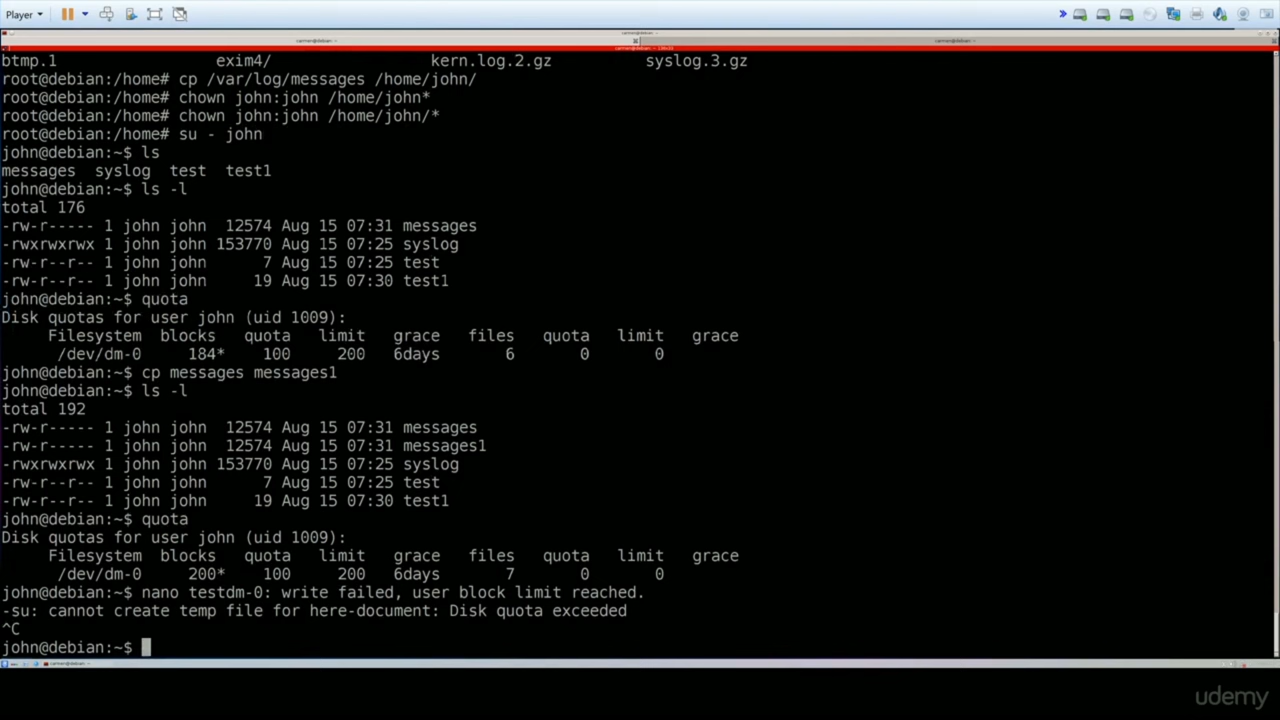 Player
btmp.1 exim4/ kern.log.2.gz syslog.3.gz
root@debian:/home# cp /var/log/messages /home/john/
root@debian:/home# chown john:john /home/john*
root@debian:/home# chown john:john /home/john/*
root@debian:/home# su - john
john@debian:~$ ls
messages syslog test test1
john@debian:~$ ls -l
total 176
-rw-r----- 1 john john 12574 Aug 15 07:31 messages
-rwxrwxrwx 1 john john 153770 Aug 15 07:25 syslog
-rw-r--r-- 1 john john 7 Aug 15 07:25 test
-rw-r--r-- 1 john john 19 Aug 15 07:30 test1
john@debian:~$ quota
Disk quotas for user john (uid 1009):
Filesystem blocks quota limit grace files quota limit grace
/dev/dm-0 184* 100 200 6days 6 0 0
john@debian:~$ cp messages messages1
john@debian:~$ ls -l
total 192
-rw-r----- 1 john john 12574 Aug 15 07:31 messages
-rw-r----- 1 john john 12574 Aug 15 07:31 messages1
-rwxrwxrwx 1 john john 153770 Aug 15 07:25 syslog
-rw-r--r-- 1 john john 7 Aug 15 07:25 test
-rw-r--r-- 1 john john 19 Aug 15 07:30 test1
john@debian:~$ quota
Disk quotas for user john (uid 1009):
Filesystem blocks quota limit grace files quota limit grace
/dev/dm-0 200* 100 200 6days 7 0 0
john@debian:~$ nano testdm-0: write failed, user block limit reached.
-su: cannot create temp file for here-document: Disk quota exceeded
^C
john@debian:~$
udemy